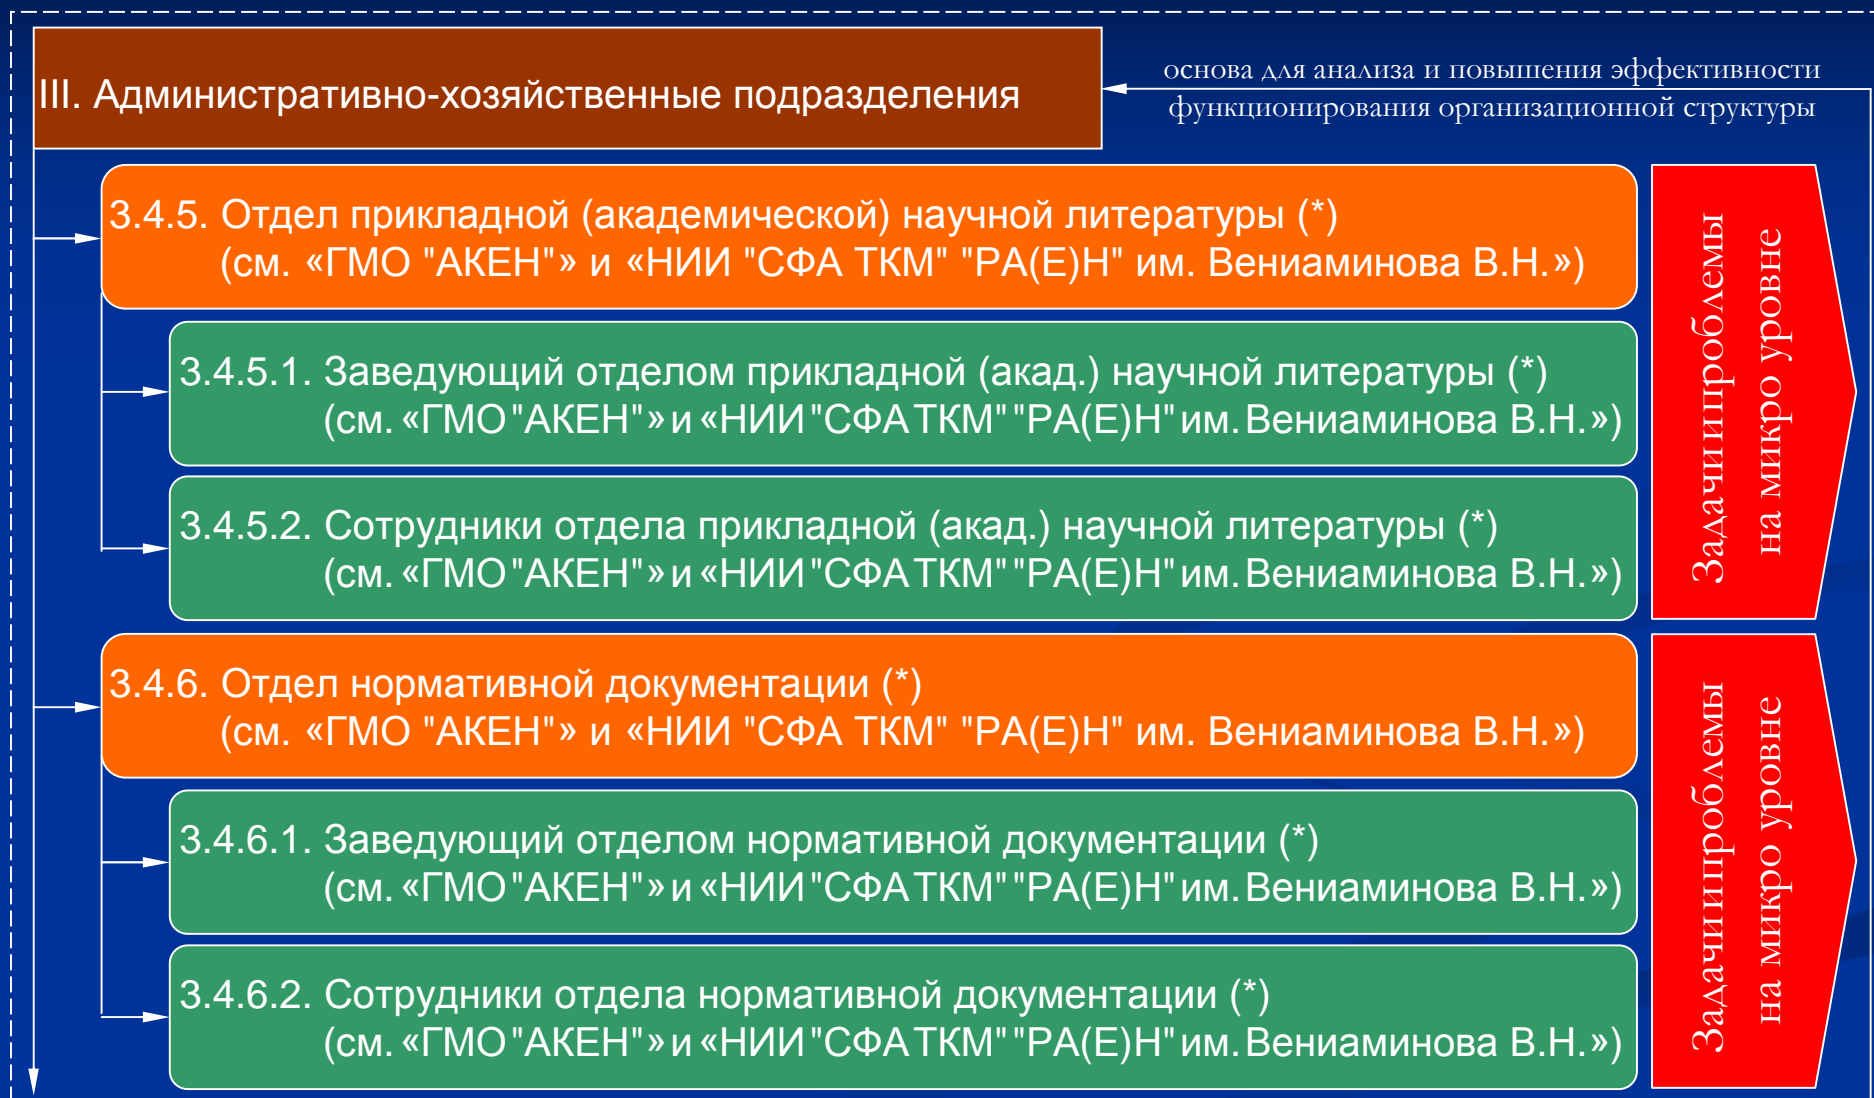 III. Административно-хозяйственные подразделения
основа для анализа и повышения эффективности
функционирования организационной структуры
3.4.5. Отдел прикладной (академической) научной литературы (*)
(см. «ГМО "АКЕН"» и «НИИ "СФА ТКМ" "РА(Е)Н" им. Вениаминова В.Н.»)
3.4.5.1. Заведующий отделом прикладной (акад.) научной литературы (*)
(см. «ГМО "АКЕН"» и «НИИ "СФА ТКМ" "РА(Е)Н" им. Вениаминова В.Н.»)
3.4.5.2. Сотрудники отдела прикладной (акад.) научной литературы (*)
(см. «ГМО "АКЕН"» и «НИИ "СФА ТКМ" "РА(Е)Н" им. Вениаминова В.Н.»)
Задачи и проблемы
на микро уровне
3.4.6. Отдел нормативной документации (*)
(см. «ГМО "АКЕН"» и «НИИ "СФА ТКМ" "РА(Е)Н" им. Вениаминова В.Н.»)
3.4.6.1. Заведующий отделом нормативной документации (*)
(см. «ГМО "АКЕН"» и «НИИ "СФА ТКМ" "РА(Е)Н" им. Вениаминова В.Н.»)
3.4.6.2. Сотрудники отдела нормативной документации (*)
(см. «ГМО "АКЕН"» и «НИИ "СФА ТКМ" "РА(Е)Н" им. Вениаминова В.Н.»)
Задачи и проблемы
на микро уровне